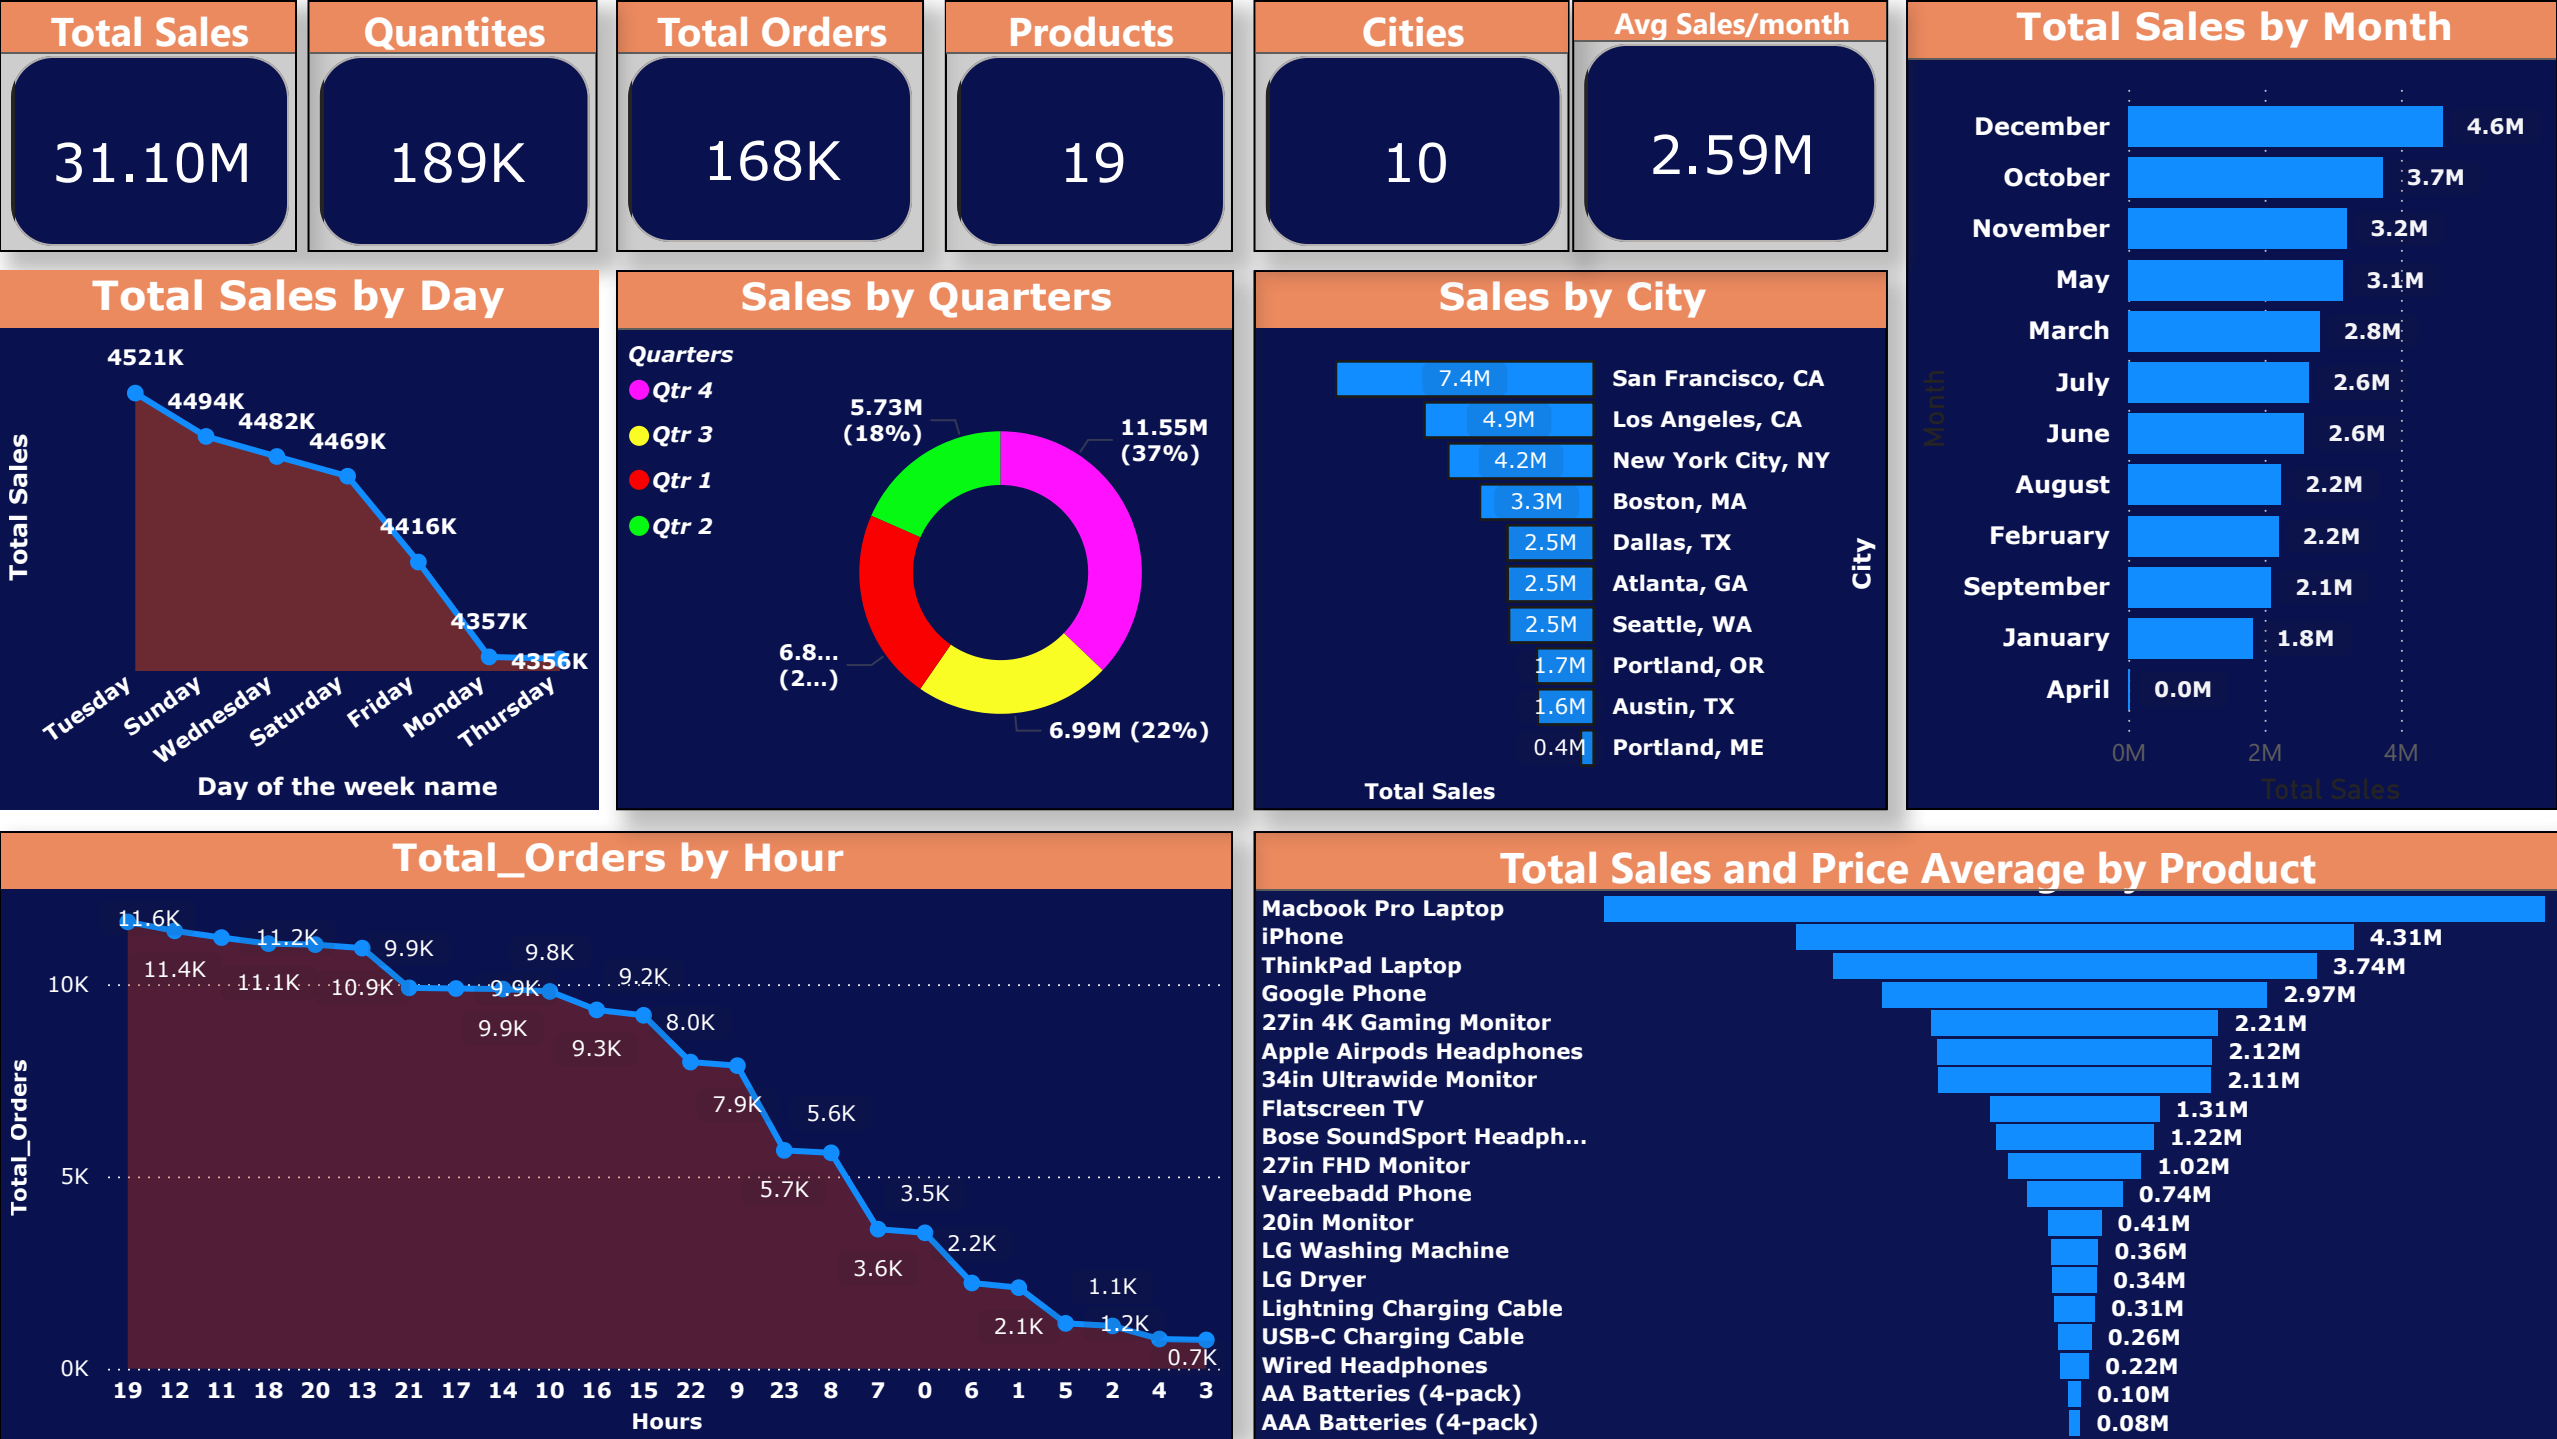 Total Sales
31.10M
Quantites
189K
Total Orders
168K
Products
19
Cities
10
Avg Sales/month
2.59M
Total Sales by Month
Month
December 4.6M
October 3.7M
November 3.2M
May 3.1M
March 2.8M
July 2.6M
June 2.6M
August 2.2M
February 2.2M
September 2.1M
January 1.8M
April 0.0M
0M 2M 4M
Total Sales
Total Sales by Day
Total Sales
4521K
4494K
4482K
4469K
4416K
4357K
4356K
Tuesday Sunday Wednesday Saturday Friday Monday Thursday
Day of the week name
Sales by Quarters
Quarters
Qtr 4
Qtr 3
Qtr 1
Qtr 2
5.73M
(18%)
11.55M
(37%)
6.8...
(2...)
6.99M (22%)
Sales by City
7.4M San Francisco, CA
4.9M Los Angeles, CA
4.2M New York City, NY
3.3M Boston, MA
2.5M Dallas, TX
2.5M Atlanta, GA
2.5M Seattle, WA
1.7M Portland, OR
1.6M Austin, TX
0.4M Portland, ME
City
Total Sales
Total_Orders by Hour
Total_Orders
10K
5K
0K
11.6K
11.4K
11.2K
11.1K
10.9K
9.9K
9.9K
9.9K
9.8K
9.3K
9.2K
8.0K
7.9K
5.7K
5.6K
3.6K
3.5K
2.2K
2.1K
1.2K
1.1K
0.7K
19 12 11 18 20 13 21 17 14 10 16 15 22 9 23 8 7 0 6 1 5 2 4 3
Hours
Total Sales and Price Average by Product
Macbook Pro Laptop
iPhone 4.31M
ThinkPad Laptop 3.74M
Google Phone 2.97M
27in 4K Gaming Monitor 2.21M
Apple Airpods Headphones 2.12M
34in Ultrawide Monitor 2.11M
Flatscreen TV 1.31M
Bose SoundSport Headph... 1.22M
27in FHD Monitor 1.02M
Vareebadd Phone 0.74M
20in Monitor 0.41M
LG Washing Machine 0.36M
LG Dryer 0.34M
Lightning Charging Cable 0.31M
USB-C Charging Cable 0.26M
Wired Headphones 0.22M
AA Batteries (4-pack) 0.10M
AAA Batteries (4-pack) 0.08M